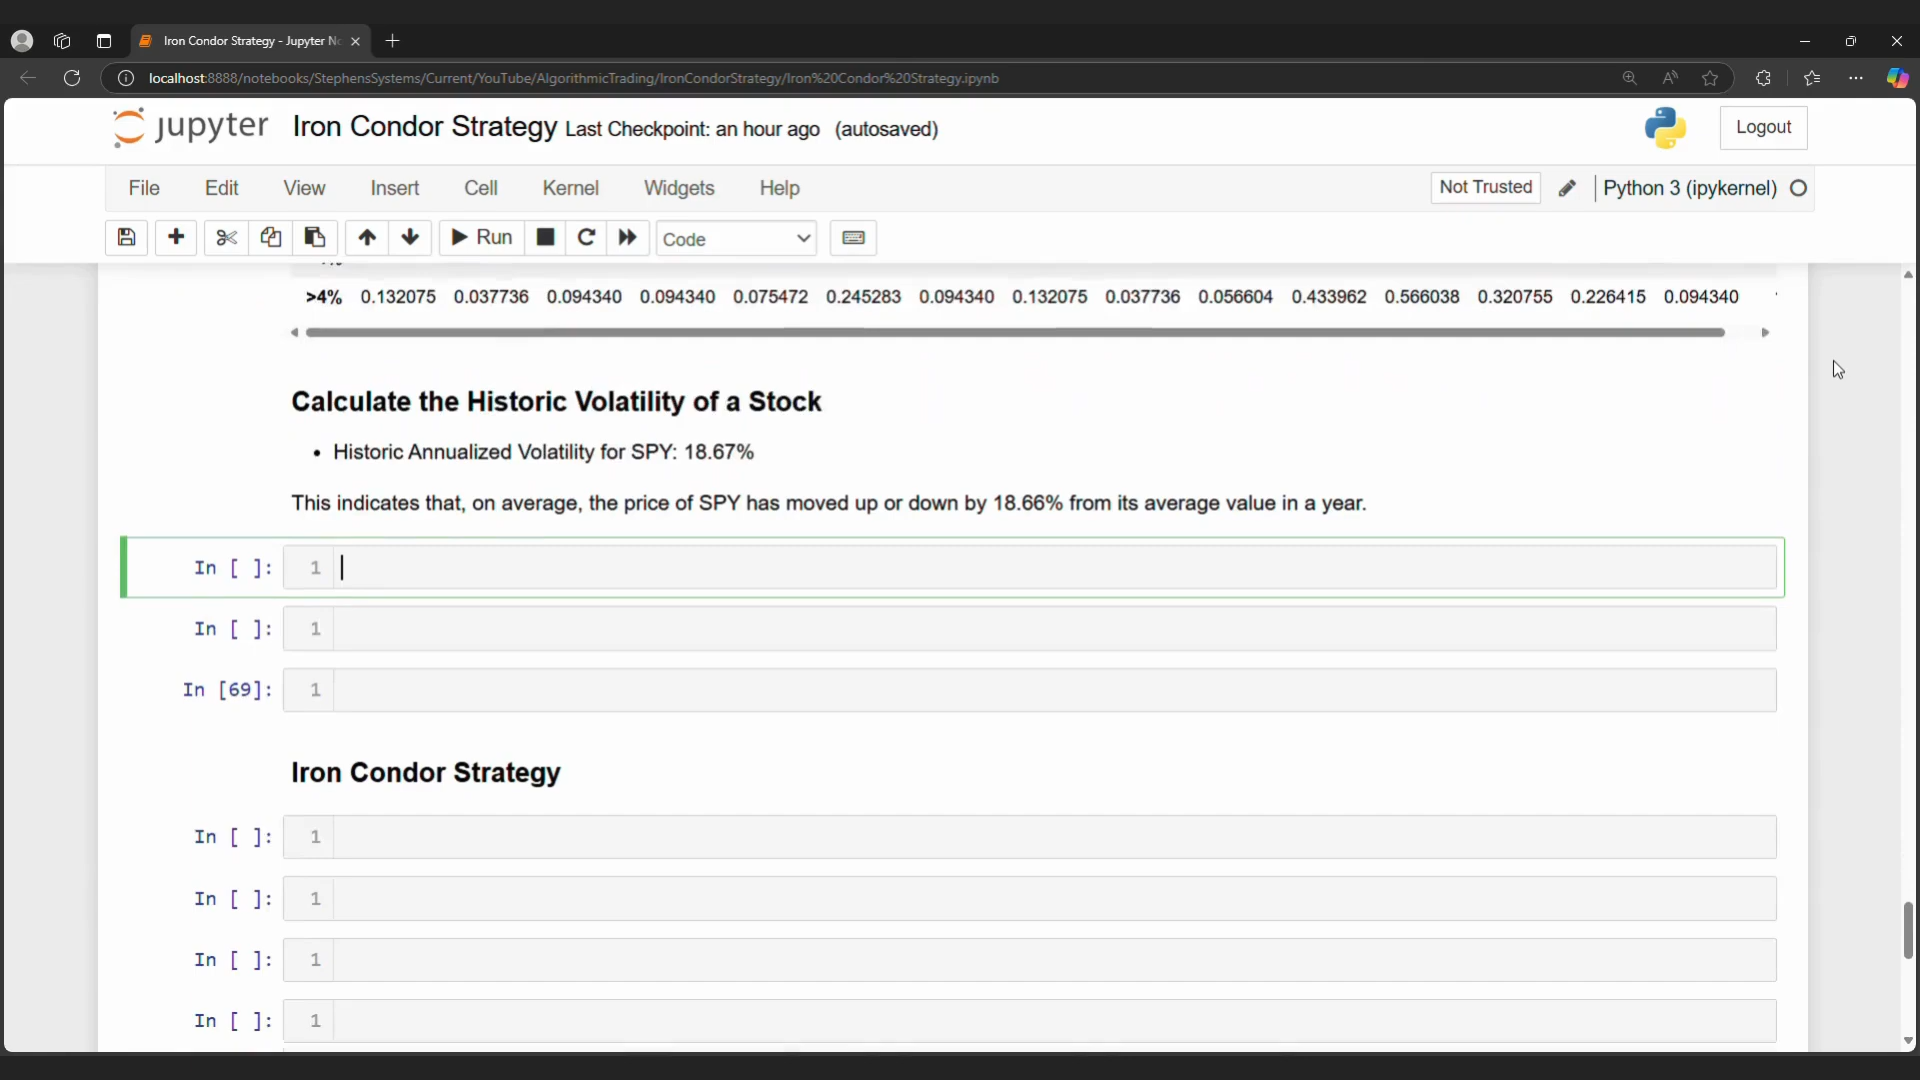 Iron Condor Strategy - Jupyter No
localhost:8888/notebooks/StephensSystems/Current/YouTube/AlgorithmicTrading/IronCondorStrategy/Iron%20Condor%20Strategy.ipynb
jupyter Iron Condor Strategy Last Checkpoint: an hour ago (autosaved)
Logout
File Edit View Insert Cell Kernel Widgets Help
Not Trusted Python 3 (ipykernel)
Run Code
>4% 0.132075 0.037736 0.094340 0.094340 0.075472 0.245283 0.094340 0.132075 0.037736 0.056604 0.433962 0.566038 0.320755 0.226415 0.094340
Calculate the Historic Volatility of a Stock
• Historic Annualized Volatility for SPY: 18.67%
This indicates that, on average, the price of SPY has moved up or down by 18.66% from its average value in a year.
In [ ]: 1
In [ ]: 1
In [69]: 1
Iron Condor Strategy
In [ ]: 1
In [ ]: 1
In [ ]: 1
In [ ]: 1